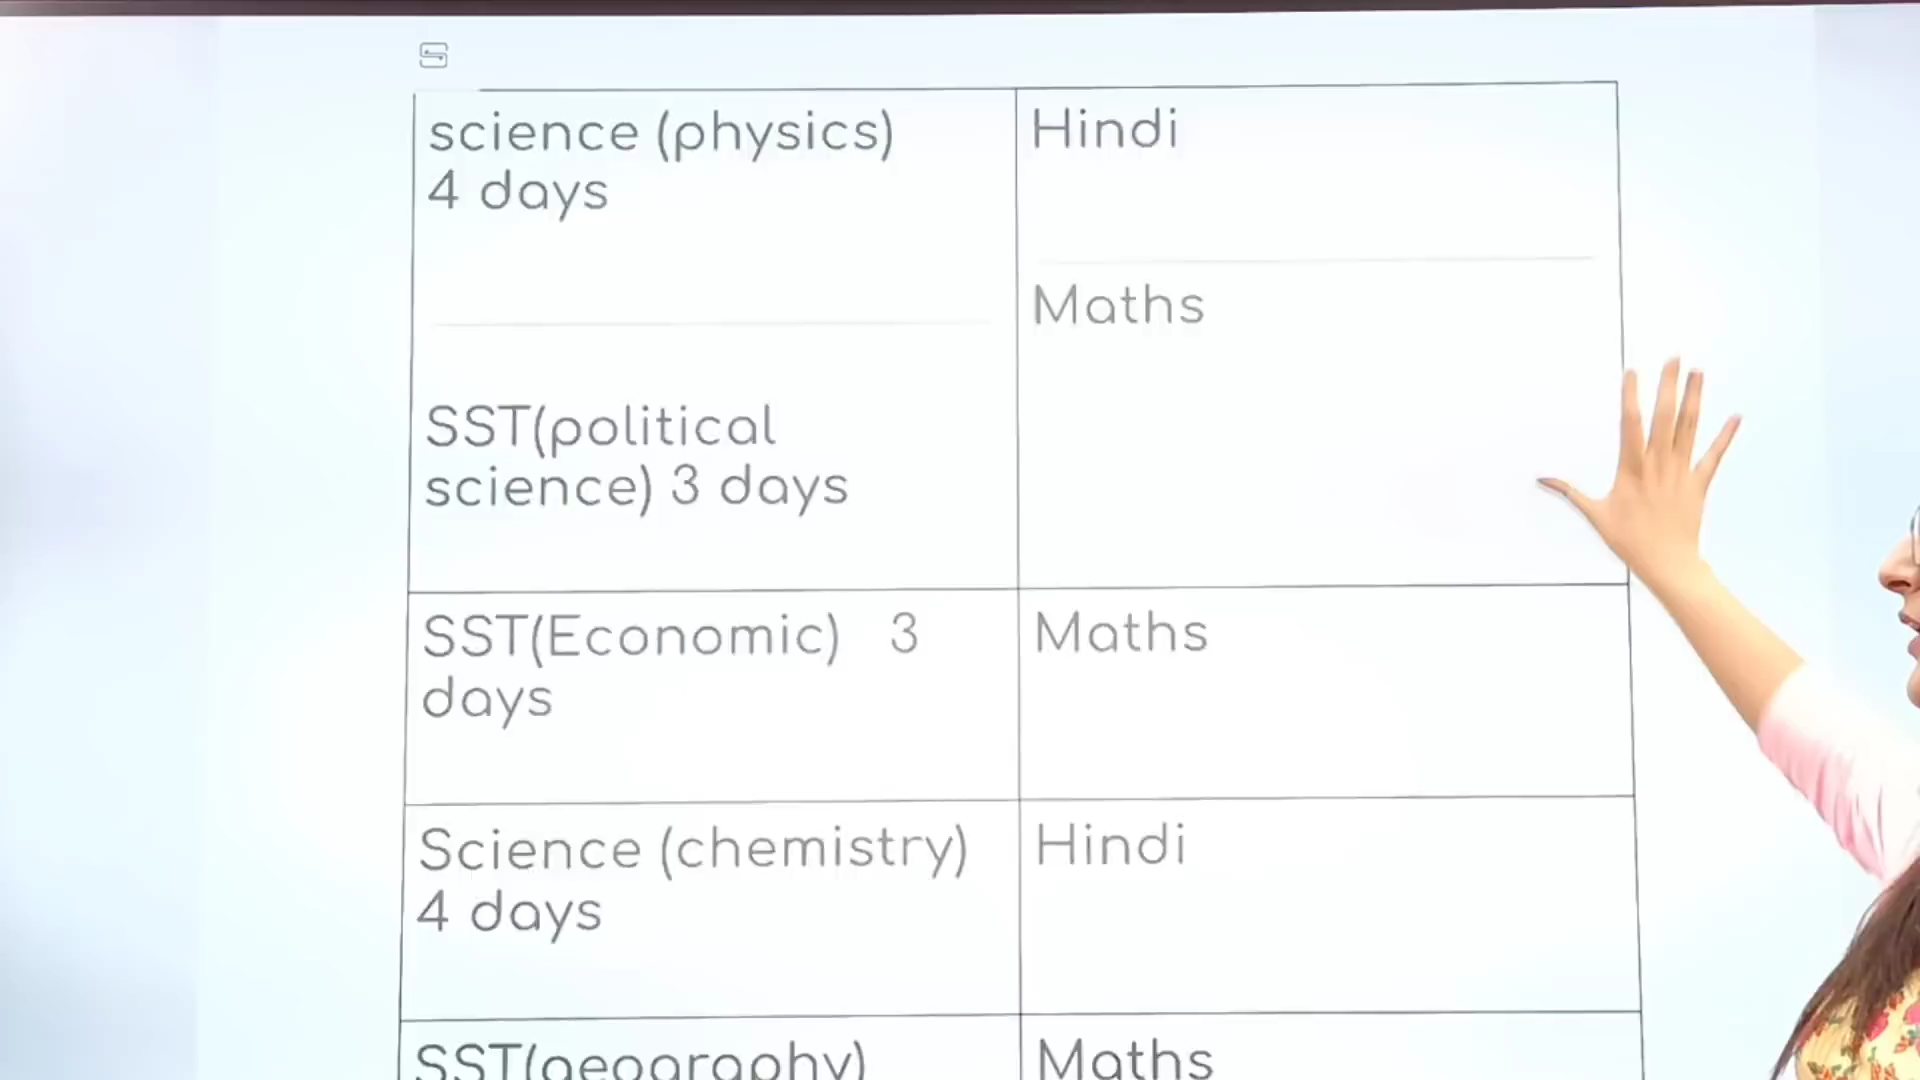 science (physics)
4 days
Hindi
Maths
SST(political
science) 3 days
SST(Economic) 3
days
Maths
Science (chemistry)
4 days
Hindi
SST(geography)
Maths